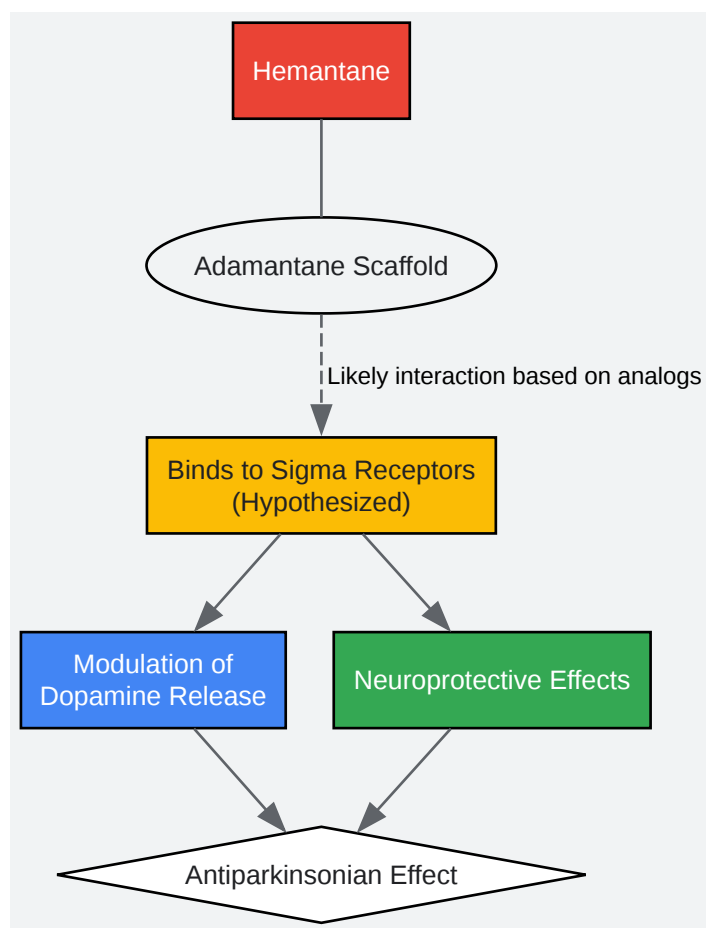 Hemantane
Adamantane Scaffold
Likely interaction based on analogs
Binds to Sigma Receptors
(Hypothesized)
Modulation of
Dopamine Release
Neuroprotective Effects
Antiparkinsonian Effect